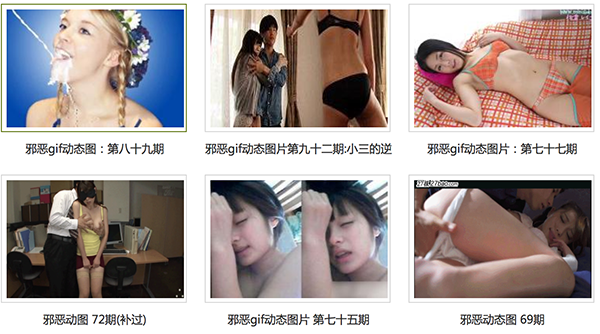 邪恶gif动态图：第八十九期
邪恶gif动态图片第九十二期:小三的逆
邪恶gif动态图片：第七十七期
邪恶动图 72期(补过)
邪恶gif动态图片 第七十五期
邪恶动态图 69期